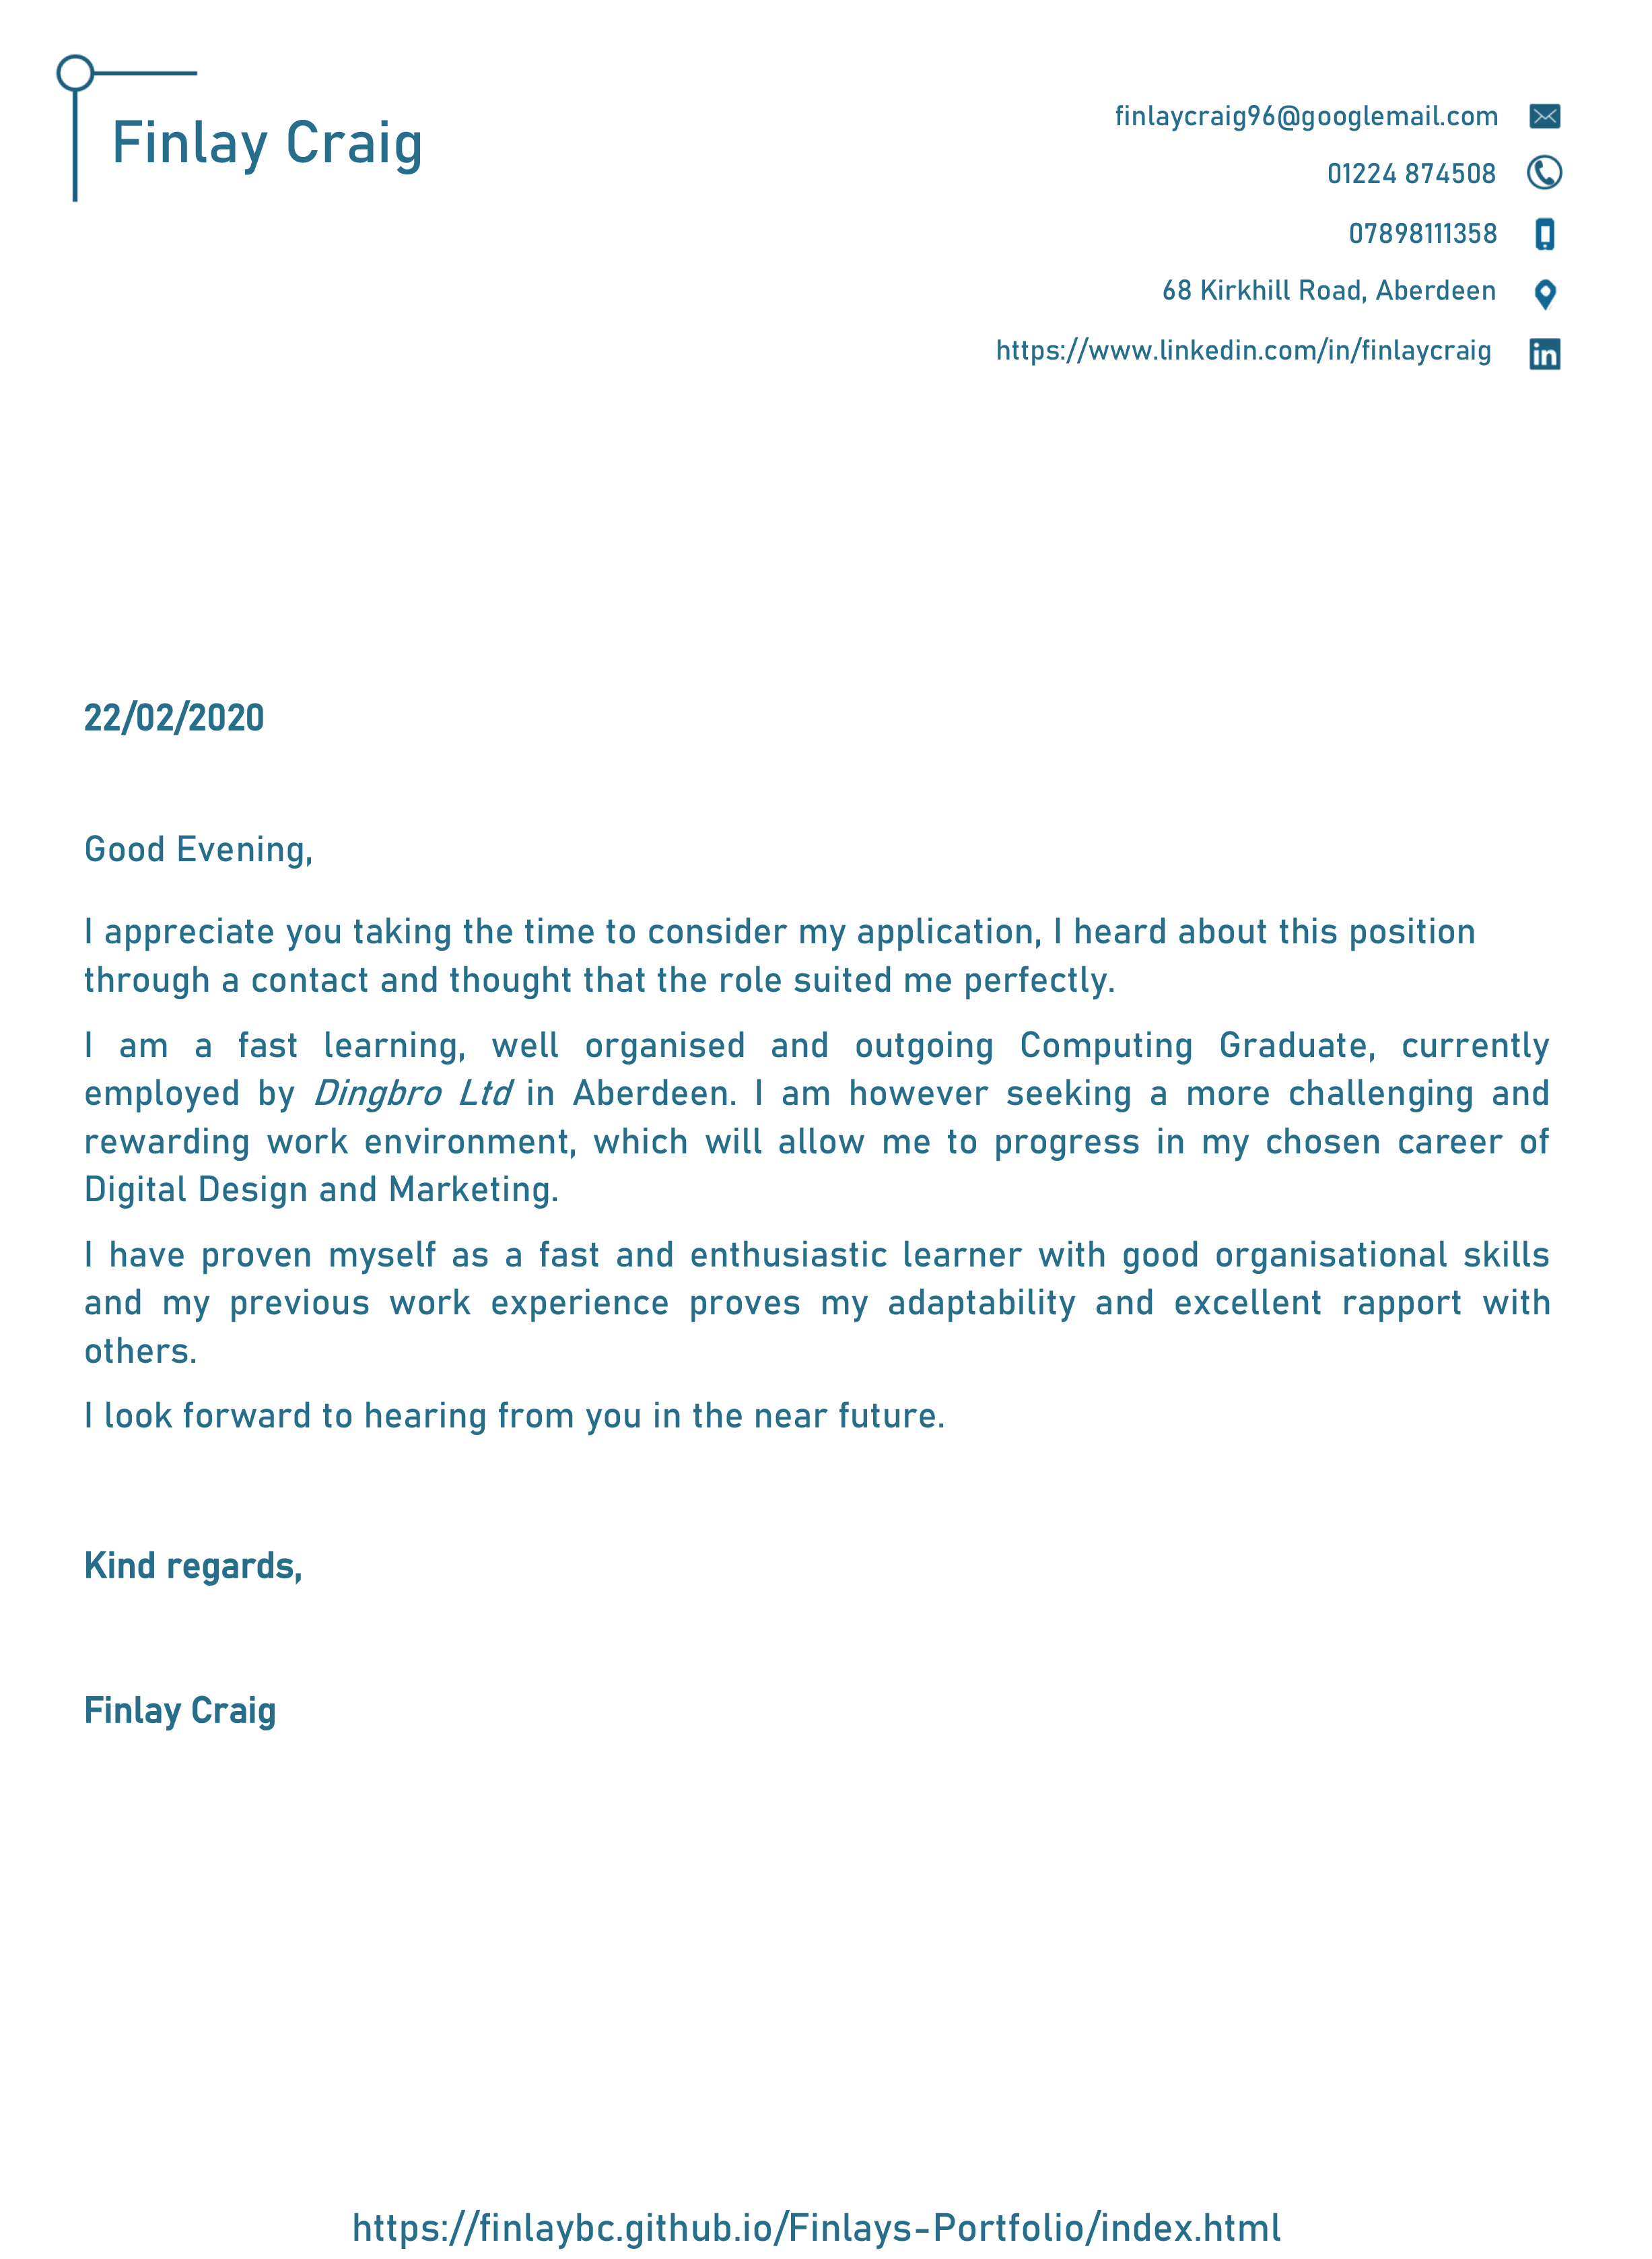 Finlay Craig
finlaycraig96@googlemail.com
01224 874508
07898111358
68 Kirkhill Road, Aberdeen
https://www.linkedin.com/in/finlaycraig
in
22/02/2020
Good Evening,
I appreciate you taking the time to consider my application, I heard about this position
through a contact and thought that the role suited me perfectly.
I am a fast learning, well organised and outgoing Computing Graduate, currently
employed by Dingbro Ltd in Aberdeen. I am however seeking a more challenging and
rewarding work environment, which will allow me to progress in my chosen career of
Digital Design and Marketing.
I have proven myself as a fast and enthusiastic learner with good organisational skills
and my previous work experience proves my adaptability and excellent rapport with
others.
I look forward to hearing from you in the near future.
Kind regards,
Finlay Craig
https://finlaybc.github.io/Finlays-Portfolio/index.html